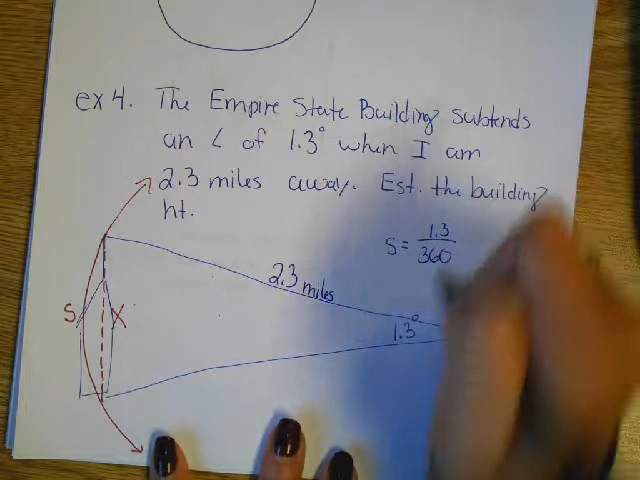 ex 4. The Empire State Building subtends
an ∠ of 1.3° when I am
2.3 miles away. Est. the building
ht.
S = 1.3/360
2.3 miles
S
X
1.3°